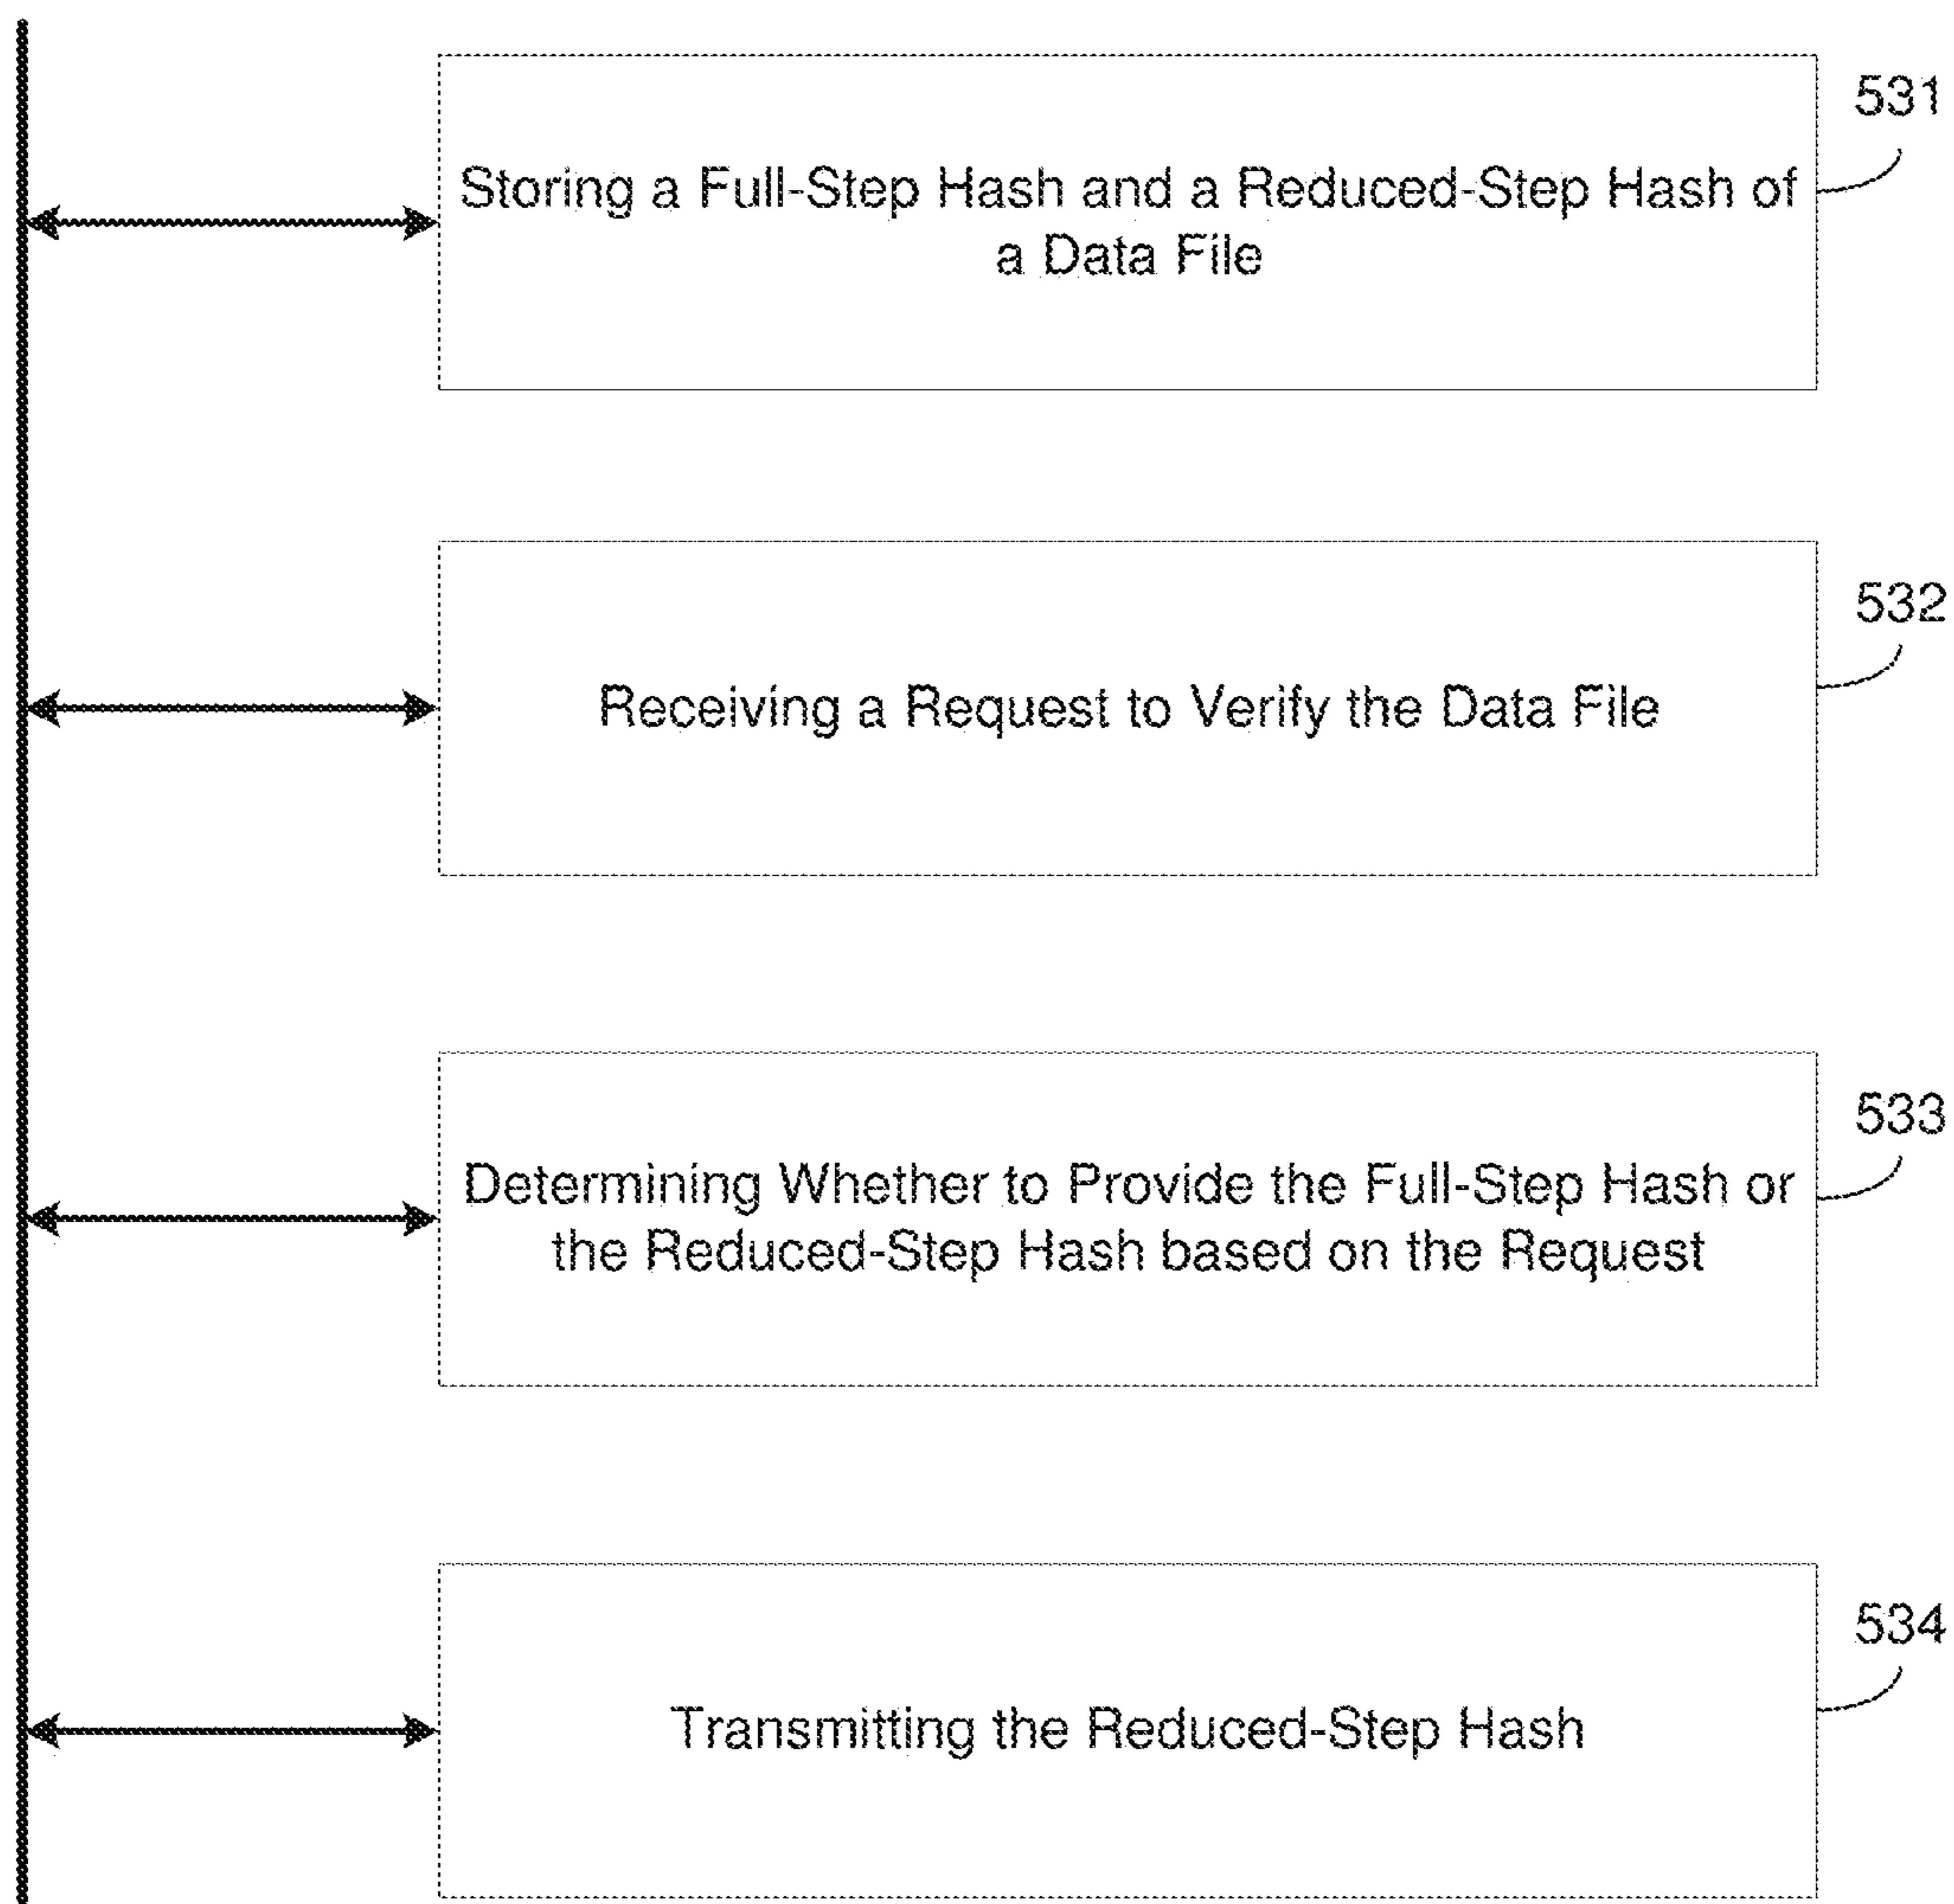 531
Storing a Full-Step Hash and a Reduced-Step Hash of
a Data File
532
Receiving a Request to Verify the Data File
533
Determining Whether to Provide the Full-Step Hash or
the Reduced-Step Hash based on the Request
534
Transmitting the Reduced-Step Hash